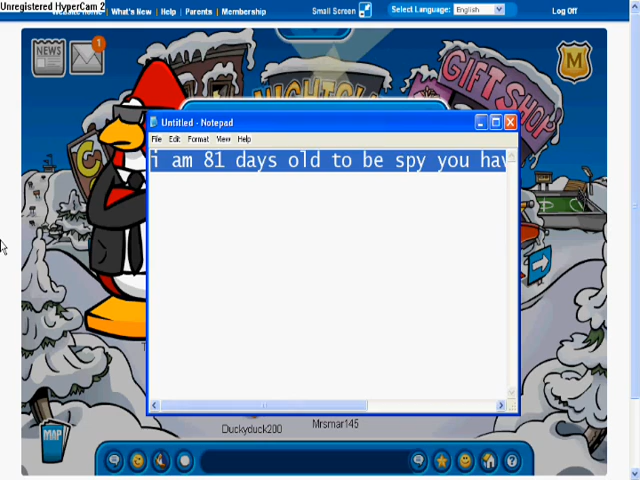 Unregistered HyperCam 2
What's New | Help | Parents | Membership
Small Screen
Select Language: English
Log Off
NEWS
1
NIGHTCLUB
GIFT SHOP
M
C
Untitled - Notepad
File Edit Format View Help
i am 81 days old to be spy you hav
Duckyduck200
Mrsmar145
MAP
?